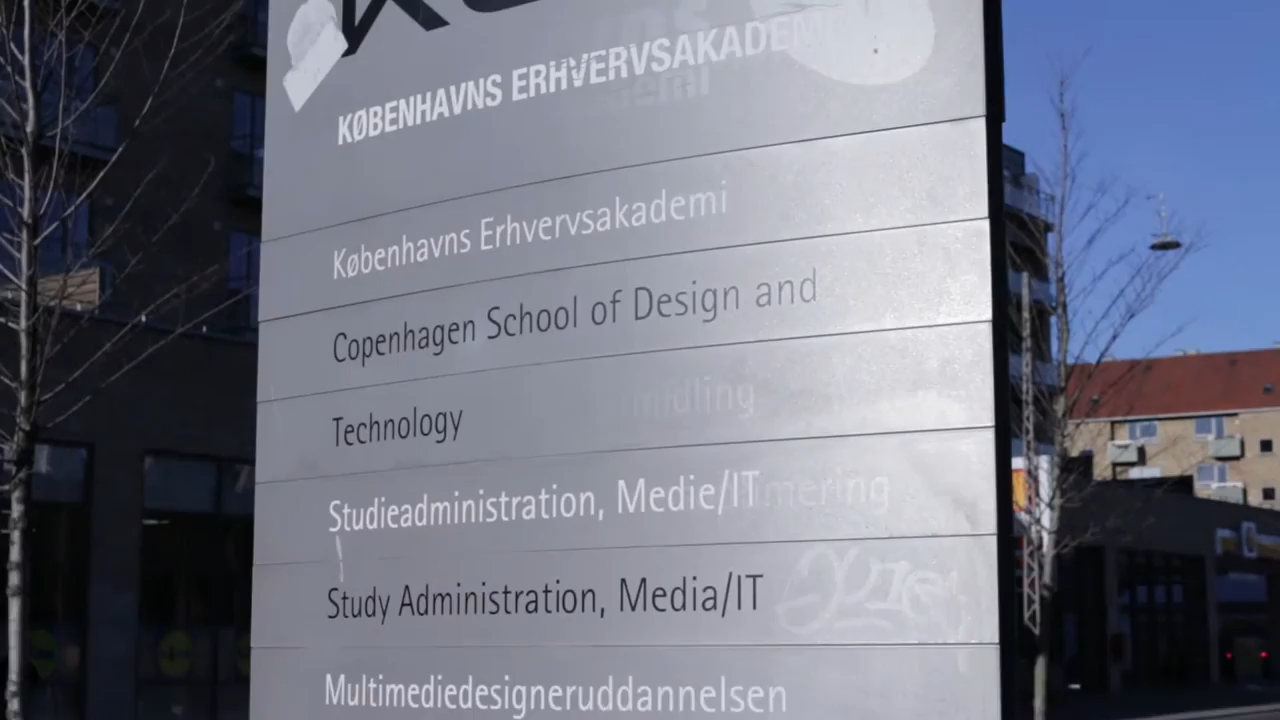 KØBENHAVNS ERHVERVSAKADEMI
Københavns Erhvervsakademi
Copenhagen School of Design and
Technology
Studieadministration, Medie/IT
Study Administration, Media/IT
Multimediedesigneruddannelsen